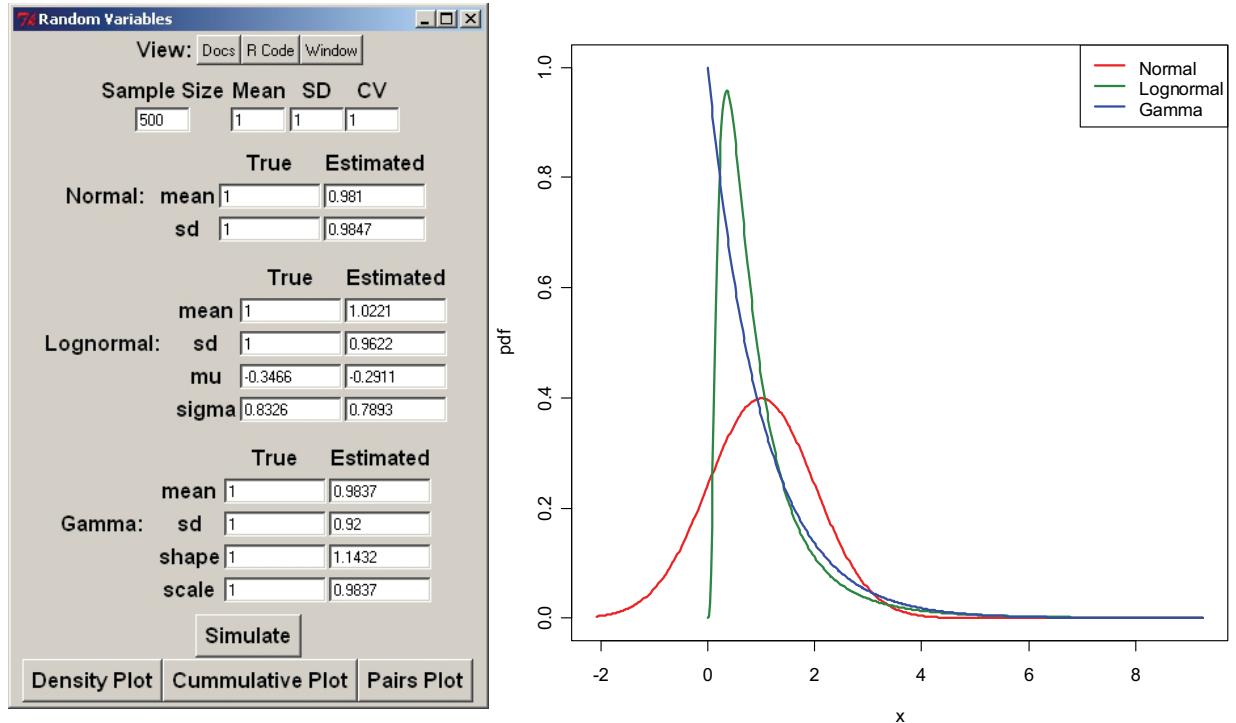 Random Variables
View: Docs R Code Window
Sample Size Mean SD CV
500 1 1 1
True Estimated
Normal: mean 1 0.981
sd 1 0.9847
True Estimated
mean 1 1.0221
Lognormal: sd 1 0.9622
mu -0.3466 -0.2911
sigma 0.8326 0.7893
True Estimated
mean 1 0.9837
Gamma: sd 1 0.92
shape 1 1.1432
scale 1 0.9837
Simulate
Density Plot Cummulative Plot Pairs Plot
Normal
Lognormal
Gamma
pdf
1.0
0.8
0.6
0.4
0.2
0.0
-2 0 2 4 6 8
x